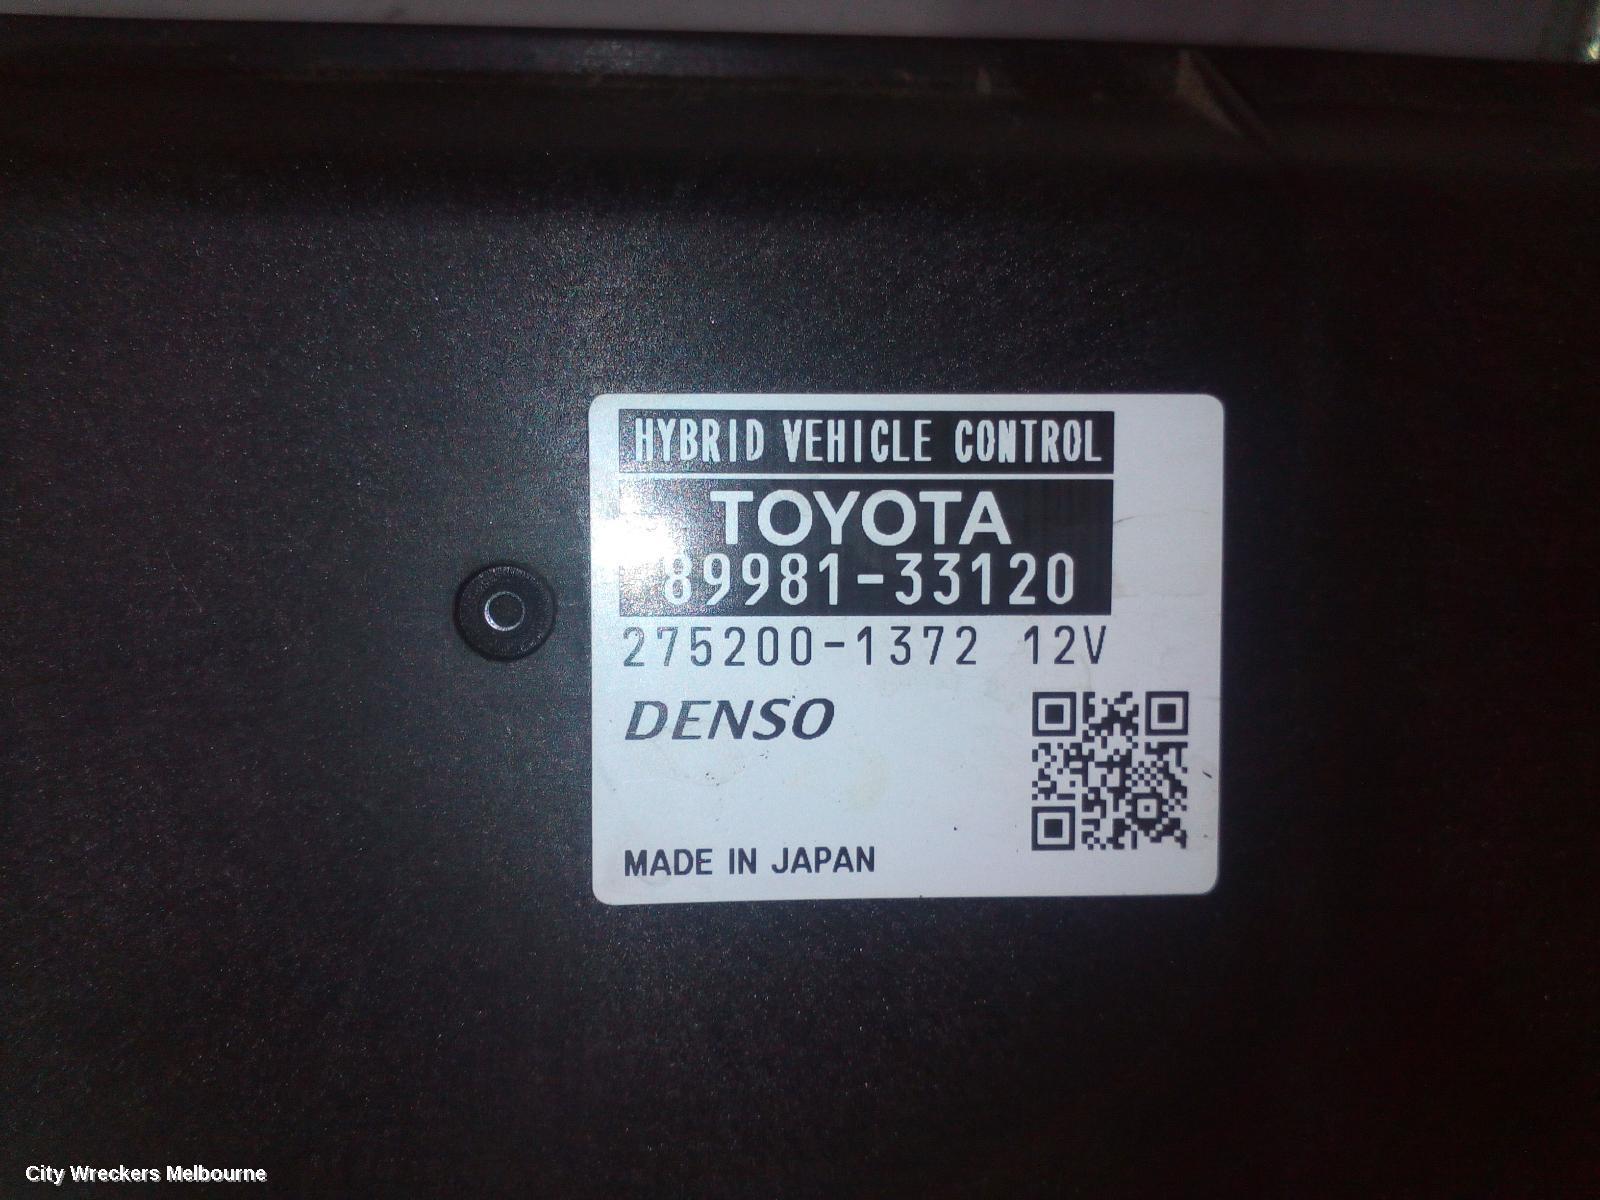 HYBRID VEHICLE CONTROL
TOYOTA
89981-33120
275200-1372 12V
DENSO
MADE IN JAPAN
City Wreckers Melbourne